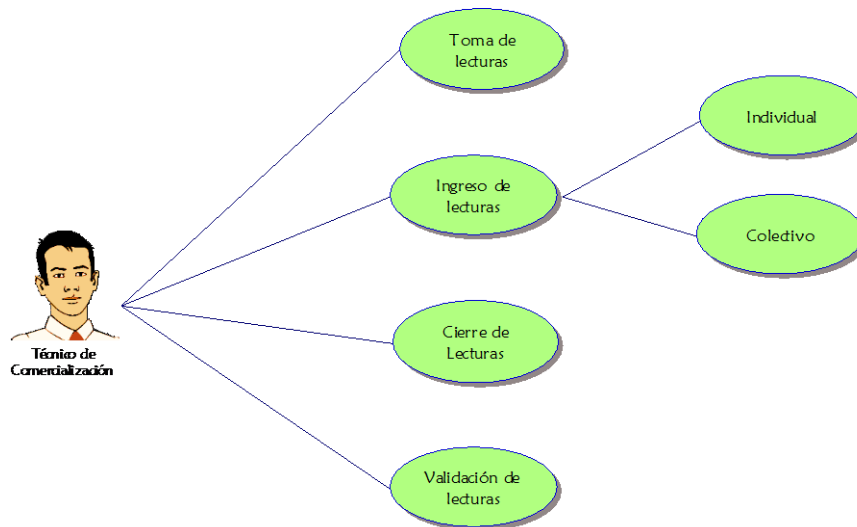 Toma de
lecturas
Individual
Ingreso de
lecturas
Colectivo
Cierre de
Lecturas
Técnico de
Comercialización
Validación de
lecturas